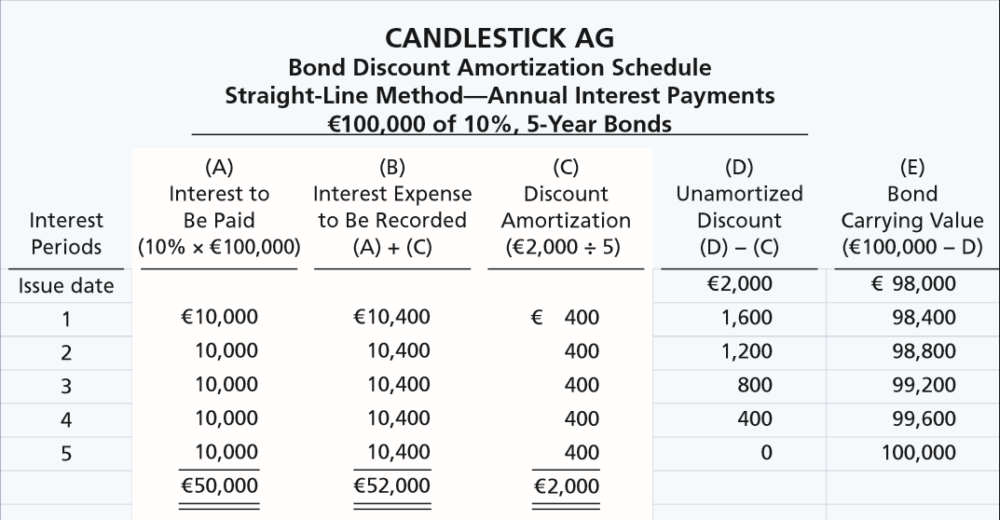 CANDLESTICK AG
Bond Discount Amortization Schedule
Straight-Line Method—Annual Interest Payments
€100,000 of 10%, 5-Year Bonds
(A) (B) (C) (D) (E)
Interest to Interest Expense Discount Unamortized Bond
Interest Be Paid to Be Recorded Amortization Discount Carrying Value
Periods (10% × €100,000) (A) + (C) (€2,000 ÷ 5) (D) – (C) (€100,000 – D)
Issue date €2,000 € 98,000
1 €10,000 €10,400 € 400 1,600 98,400
2 10,000 10,400 400 1,200 98,800
3 10,000 10,400 400 800 99,200
4 10,000 10,400 400 400 99,600
5 10,000 10,400 400 0 100,000
€50,000 €52,000 €2,000